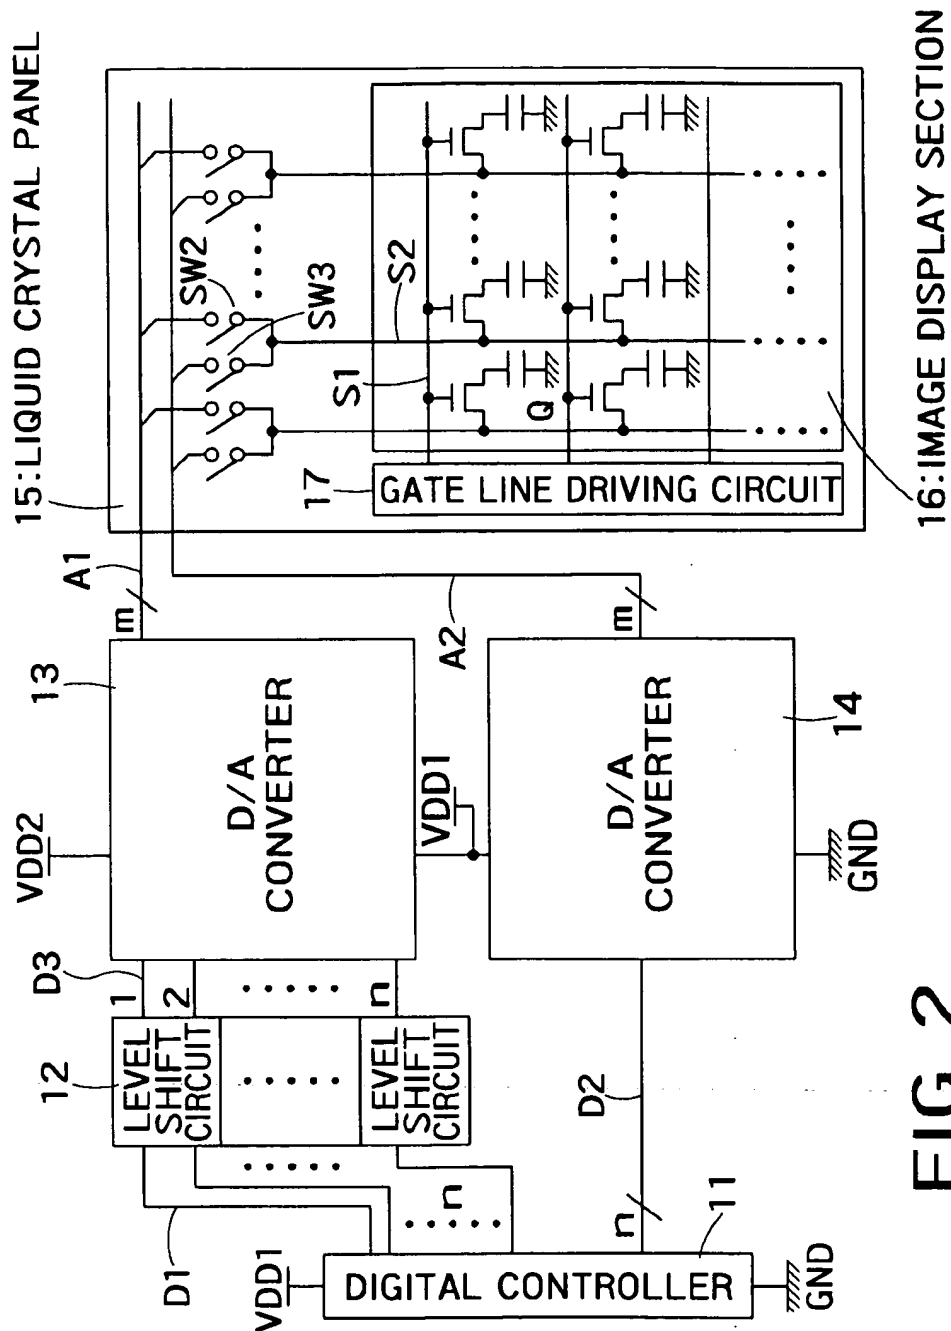 15:LIQUID CRYSTAL PANEL
VDD2
13
A1
m
SW2
SW3
D3
1
2
n
12
LEVEL
SHIFT
CIRCUIT
LEVEL
SHIFT
CIRCUIT
D/A
CONVERTER
S1
S2
Q
17
GATE LINE DRIVING CIRCUIT
D1
n
VDD1
VDD1
A2
m
D/A
CONVERTER
14
GND
D2
n
11
DIGITAL CONTROLLER
GND
16:IMAGE DISPLAY SECTION
FIG. 2